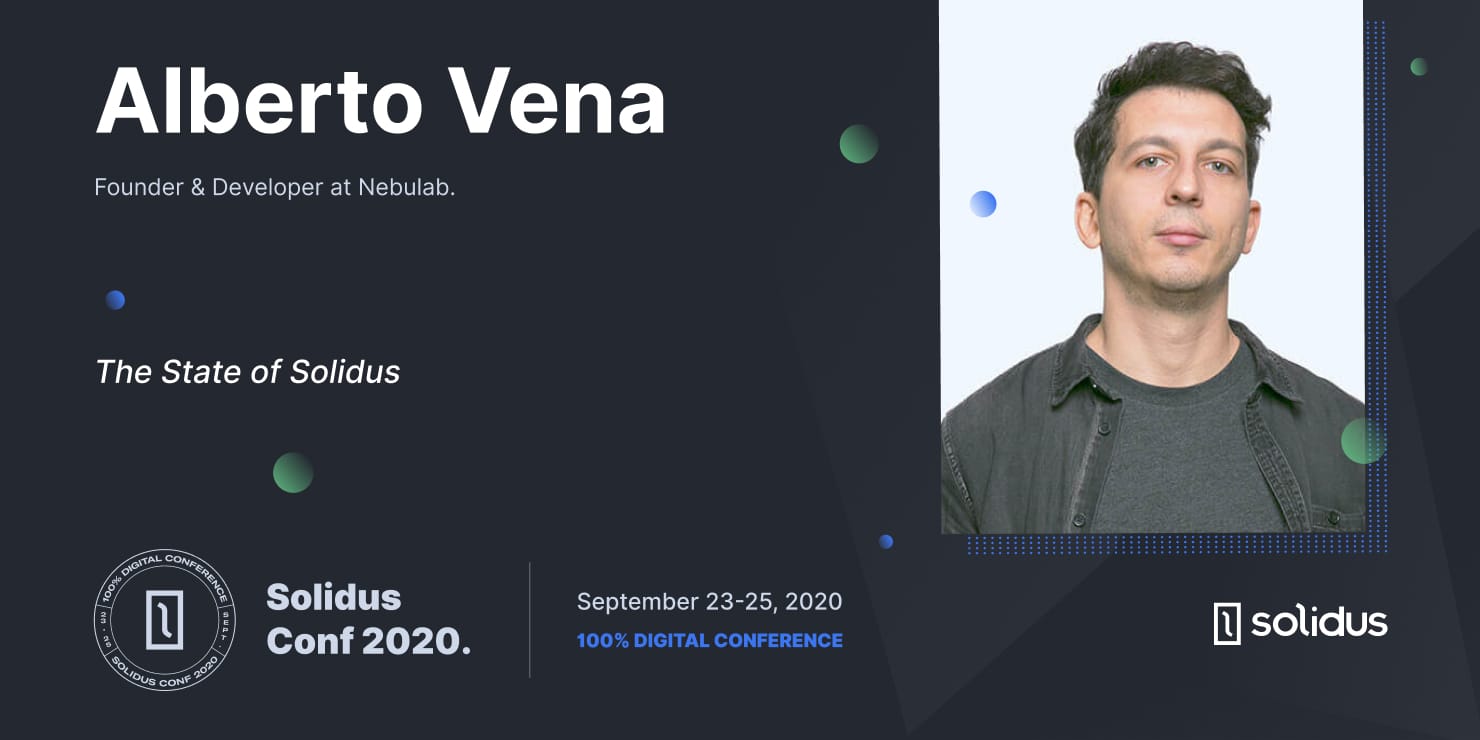 Alberto Vena
Founder & Developer at Nebulab.
The State of Solidus
100% DIGITAL CONFERENCE
23 - 25
SEPT.
SOLIDUS CONF 2020
Solidus
Conf 2020.
September 23-25, 2020
100% DIGITAL CONFERENCE
solidus